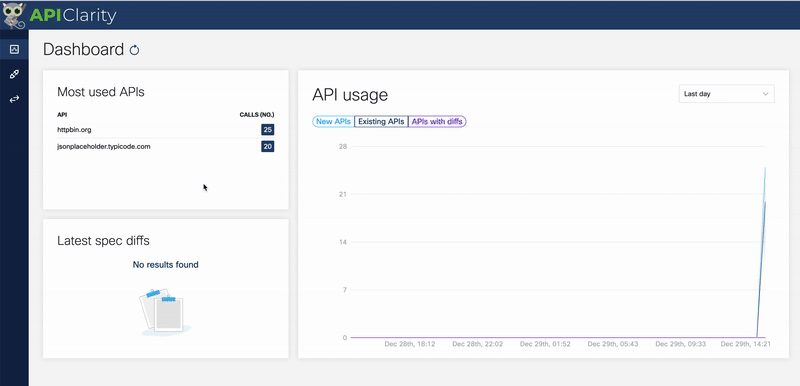 APIClarity
Dashboard
Most used APIs
API CALLS (NO.)
httpbin.org 25
jsonplaceholder.typicode.com 20
Latest spec diffs
No results found
API usage
Last day
New APIs Existing APIs APIs with diffs
28
21
14
7
0
Dec 28th, 18:12 Dec 28th, 22:02 Dec 29th, 01:52 Dec 29th, 05:43 Dec 29th, 09:33 Dec 29th, 14:21